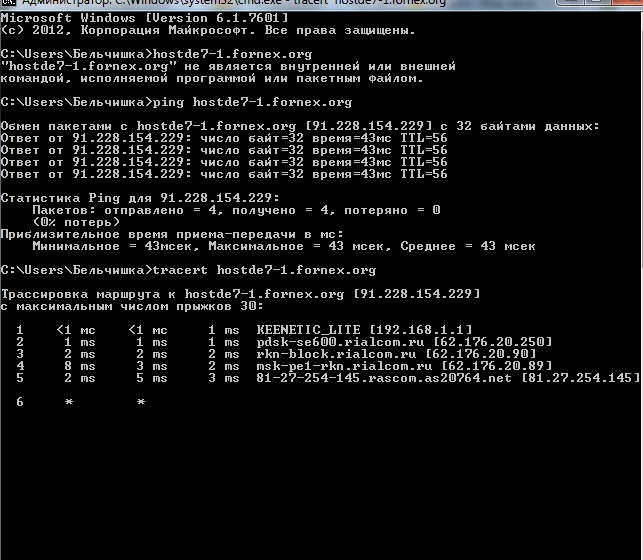 Администратор: C:\Windows\system32\cmd.exe - tracert hostde7-1.fornex.org
Microsoft Windows [Version 6.1.7601]
(c) 2012, Корпорация Майкрософт. Все права защищены.
C:\Users\Бельчишка>hostde7-1.fornex.org
"hostde7-1.fornex.org" не является внутренней или внешней
командой, исполняемой программой или пакетным файлом.
C:\Users\Бельчишка>ping hostde7-1.fornex.org
Обмен пакетами с hostde7-1.fornex.org [91.228.154.229] с 32 байтами данных:
Ответ от 91.228.154.229: число байт=32 время=43мс TTL=56
Ответ от 91.228.154.229: число байт=32 время=43мс TTL=56
Ответ от 91.228.154.229: число байт=32 время=43мс TTL=56
Ответ от 91.228.154.229: число байт=32 время=43мс TTL=56
Статистика Ping для 91.228.154.229:
Пакетов: отправлено = 4, получено = 4, потеряно = 0
(0% потерь)
Приблизительное время приема-передачи в мс:
Минимальное = 43мсек, Максимальное = 43 мсек, Среднее = 43 мсек
C:\Users\Бельчишка>tracert hostde7-1.fornex.org
Трассировка маршрута к hostde7-1.fornex.org [91.228.154.229]
с максимальным числом прыжков 30:
1 <1 мс <1 мс 1 ms KEENETIC_LITE [192.168.1.1]
2 1 ms 1 ms 1 ms pdsk-se600.rialcom.ru [62.176.20.250]
3 2 ms 2 ms 2 ms rkn-block.rialcom.ru [62.176.20.90]
4 8 ms 3 ms 2 ms msk-pe1-rkn.rialcom.ru [62.176.20.89]
5 2 ms 5 ms 3 ms 81-27-254-145.rascom.as20764.net [81.27.254.145]
6 * *